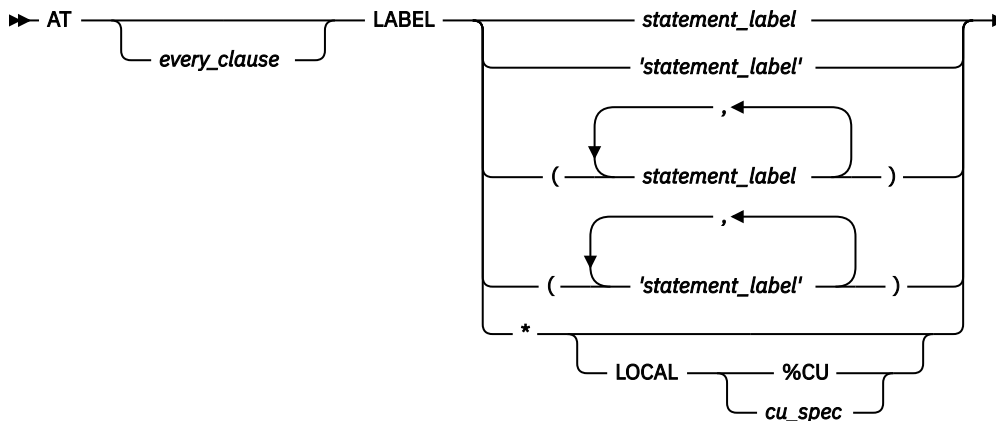 AT LABEL statement_label
every_clause
'statement_label'
,
( statement_label )
,
( 'statement_label' )
*
LOCAL %CU
cu_spec